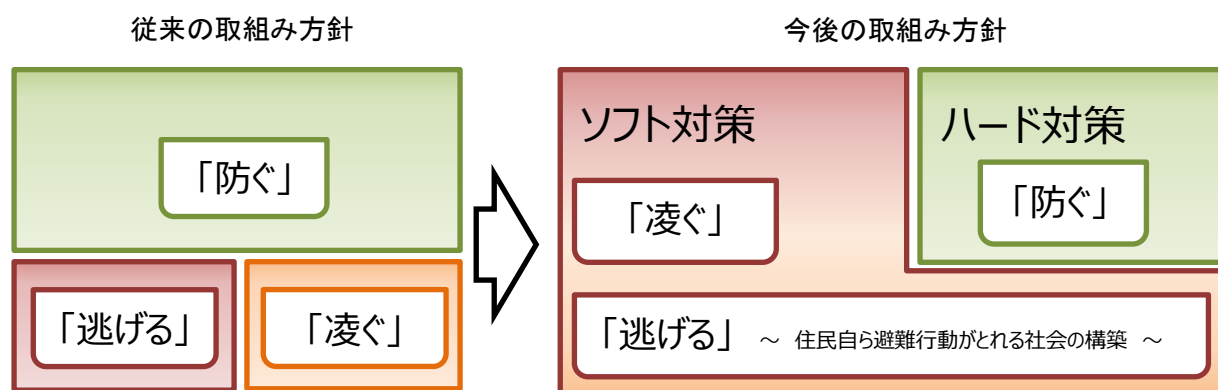 従来の取組み方針
「防ぐ」
「逃げる」
「凌ぐ」
今後の取組み方針
ソフト対策
ハード対策
「凌ぐ」
「防ぐ」
「逃げる」 ～ 住民自ら避難行動がとれる社会の構築 ～